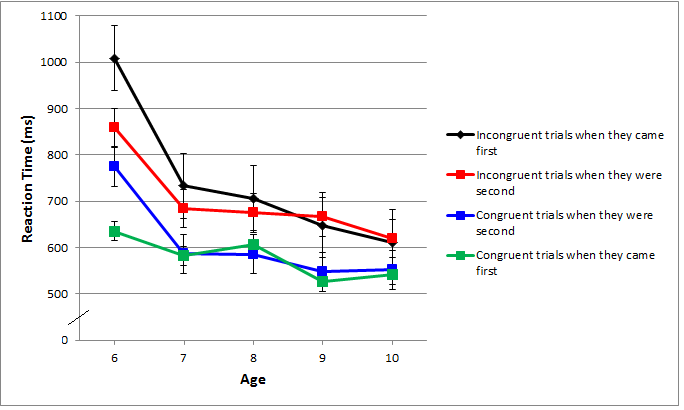 1100
1000
900
800
700
600
500
0
Reaction Time (ms)
6 7 8 9 10
Age
Incongruent trials when they came
first
Incongruent trials when they were
second
Congruent trials when they were
second
Congruent trials when they came
first